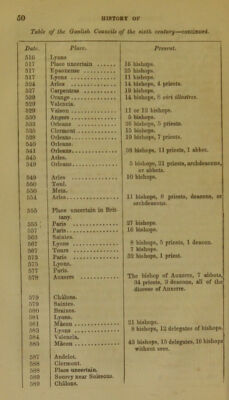 50 HISTORY OF
Table of the Gaulish Councils of the sixth century—continued.
Date. Place. Present.
516 Lyons
517 Place uncertain ...... 16 bishops.
517 Epaonense ............ 25 bishops.
517 Lyons ................ 11 bishops.
524 Arles ................ 14 bishops, 4 priests.
527 Carpentras ........... 19 bishops.
529 Orange ............... 14 bishops, 8 viri illustres.
529 Valencia.
529 Vaison ............... 11 or 12 bishops.
530 Angers ............... 5 bishops.
533 Orleans .............. 26 bishops, 5 priests.
535 Clermont ............. 15 bishops.
538 Orleans .............. 19 bishops, 7 priests.
540 Orleans.
541 Orleans .............. 38 bishops, 11 priests, 1 abbot.
545 Arles.
549 Orleans .............. 5 bishops, 21 priests, archdeacons,
or abbots.
549 Arles ................ 10 bishops.
550 Toul.
550 Metz.
554 Arles ................ 11 bishops, 8 priests, deacons, or
archdeacons.
555 Place uncertain in Brit-
tany.
555 Paris ................ 27 bishops.
557 Paris ................ 16 bishops.
563 Saintes.
567 Lyons ................ 8 bishops, 5 priests, 1 deacon.
567 Tours ................ 7 bishops.
573 Paris ................ 32 bishops, 1 priest.
575 Lyons.
577 Paris.
578 Auxerre .............. The bishop of Auxerre, 7 abbots,
34 priests, 3 deacons, all of the
diocese of Auxerre.
579 Châlons.
579 Saintes.
580 Braines.
581 Lyons.
581 Mâcon ................ 21 bishops.
583 Lyons ................ 8 bishops, 12 delegates of bishops.
584 Valencia.
585 Mâcon ................ 43 bishops, 15 delegates, 16 bishops
without sees.
587 Andelot.
588 Clermont.
588 Place uncertain.
589 Sourcy near Soissons.
589 Châlons.